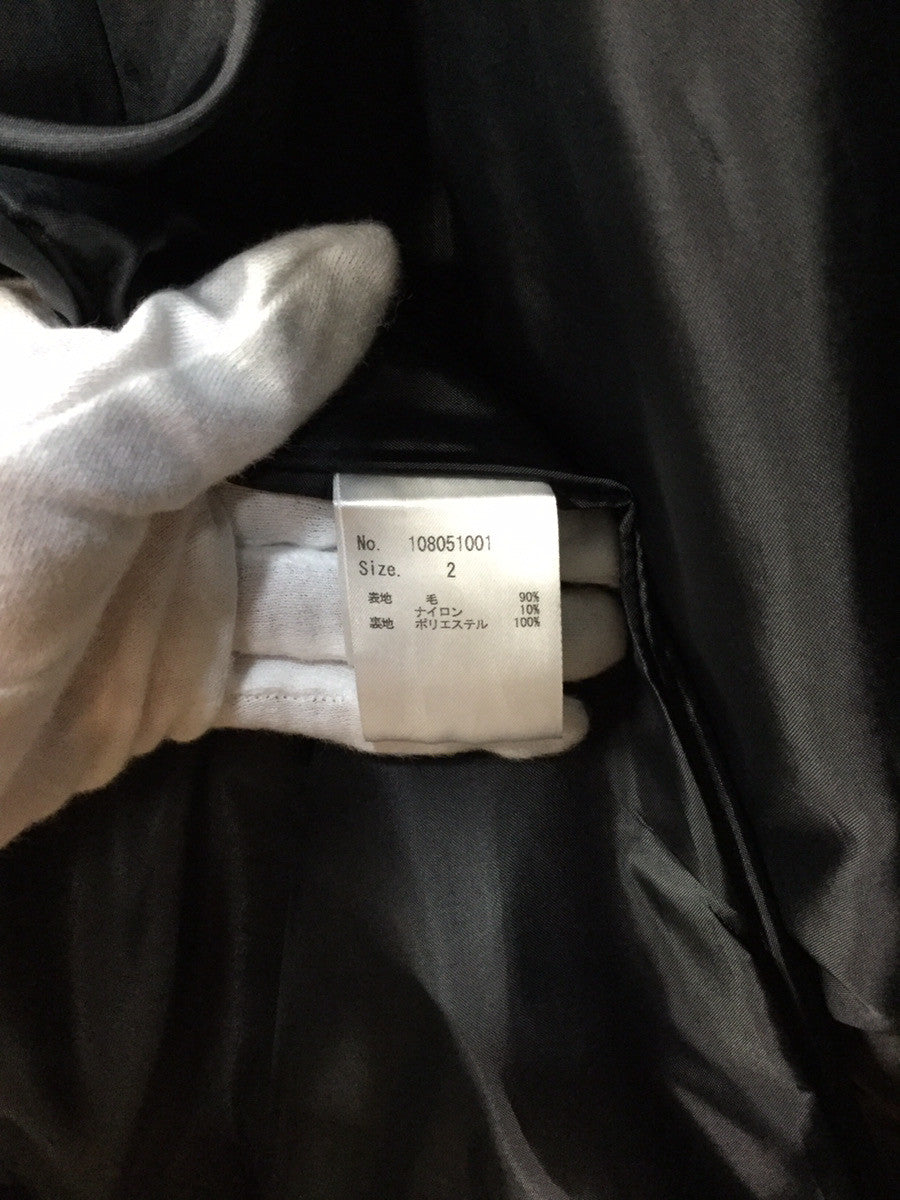 No. 108051001
Size. 2
表地 毛 90%
ナイロン 10%
裏地 ポリエステル 100%